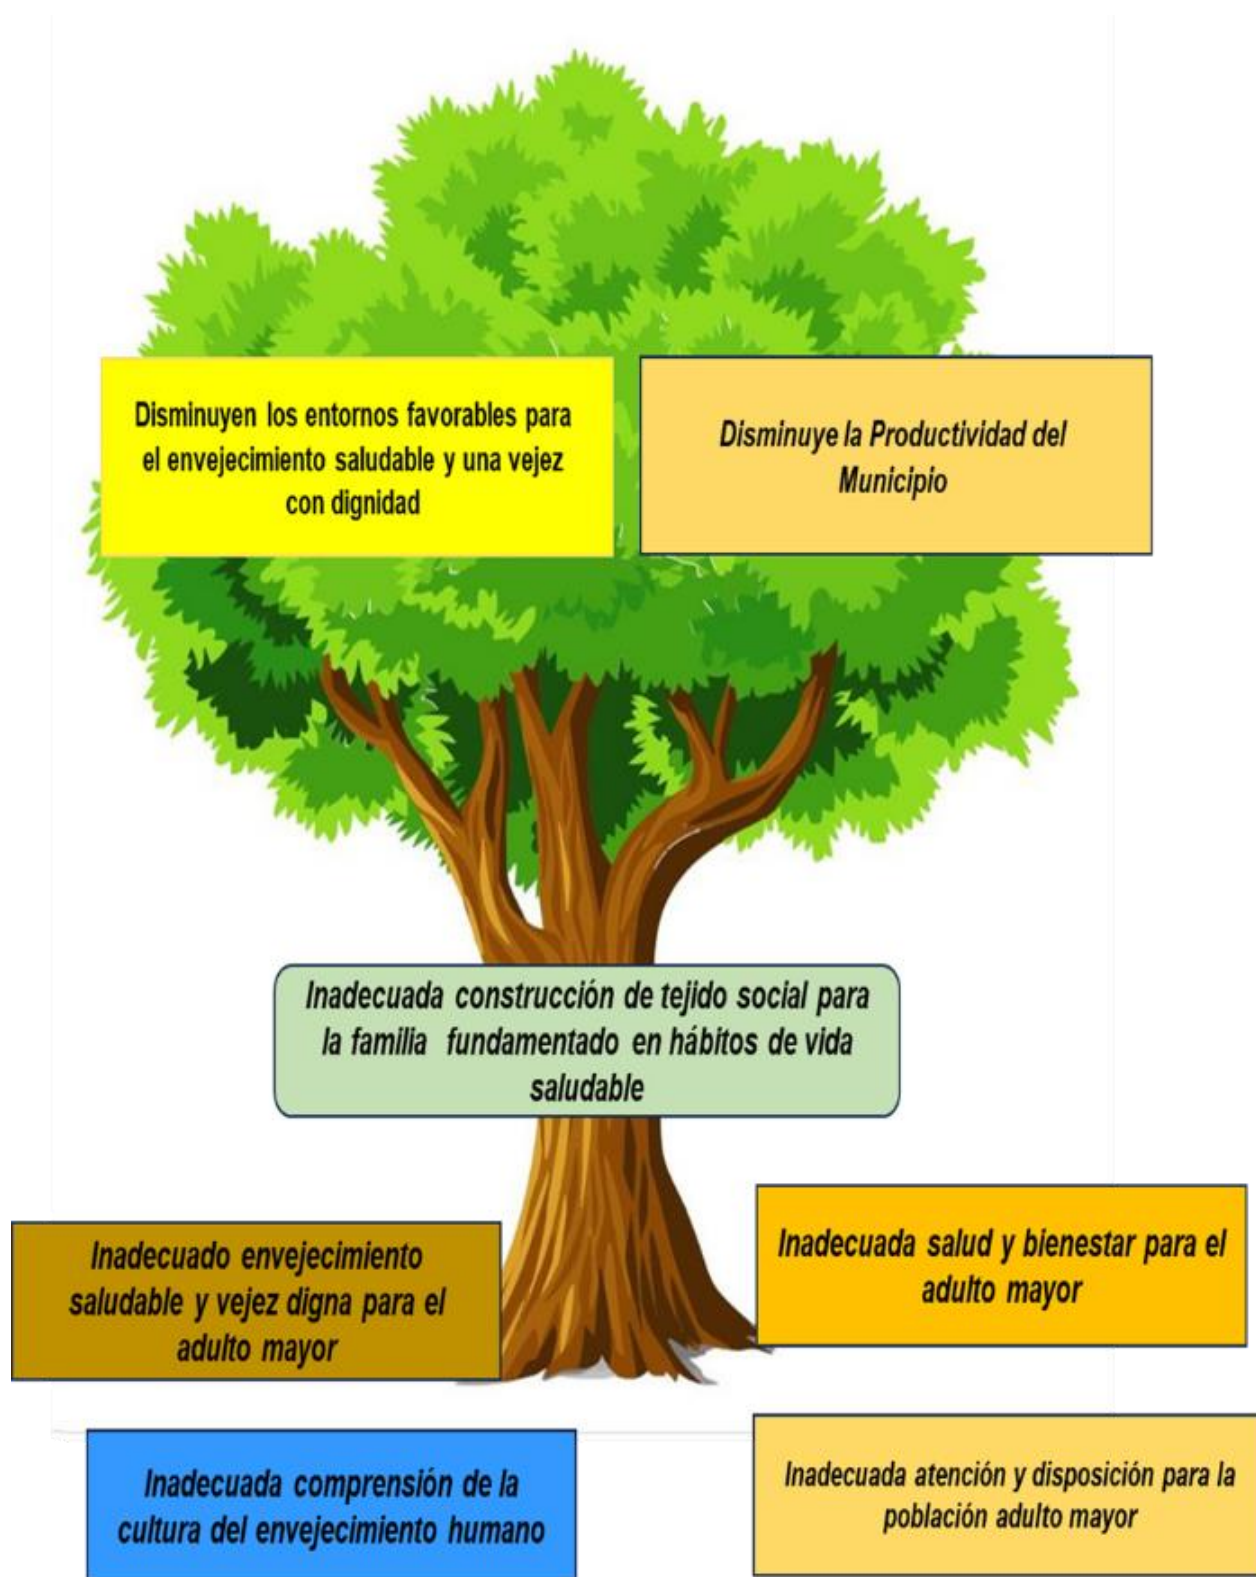 Disminuyen los entornos favorables para
el envejecimiento saludable y una vejez
con dignidad
Disminuye la Productividad del
Municipio
Inadecuada construcción de tejido social para
la familia fundamentado en hábitos de vida
saludable
Inadecuado envejecimiento
saludable y vejez digna para el
adulto mayor
Inadecuada salud y bienestar para el
adulto mayor
Inadecuada comprensión de la
cultura del envejecimiento humano
Inadecuada atención y disposición para la
población adulto mayor